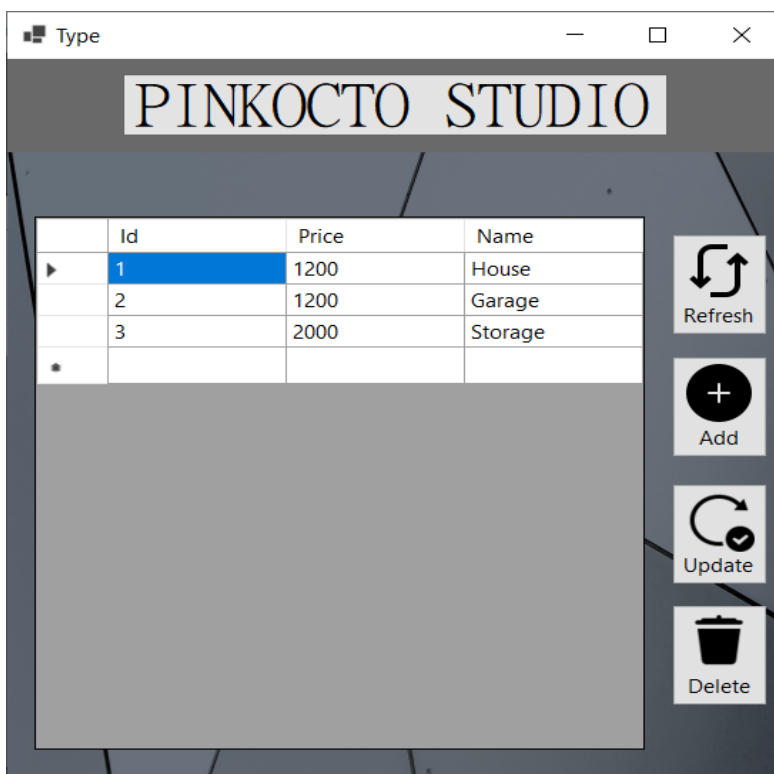 Type
PINKOCTO STUDIO
Id Price Name
1 1200 House
2 1200 Garage
3 2000 Storage
Refresh
Add
Update
Delete